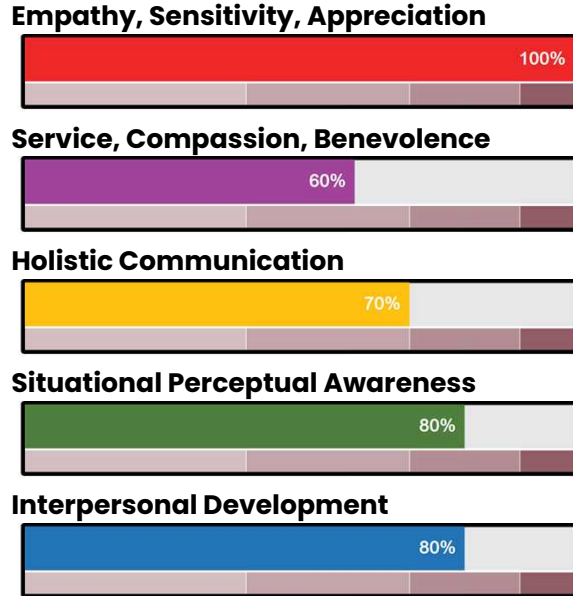 Empathy, Sensitivity, Appreciation
100%
Service, Compassion, Benevolence
60%
Holistic Communication
70%
Situational Perceptual Awareness
80%
Interpersonal Development
80%